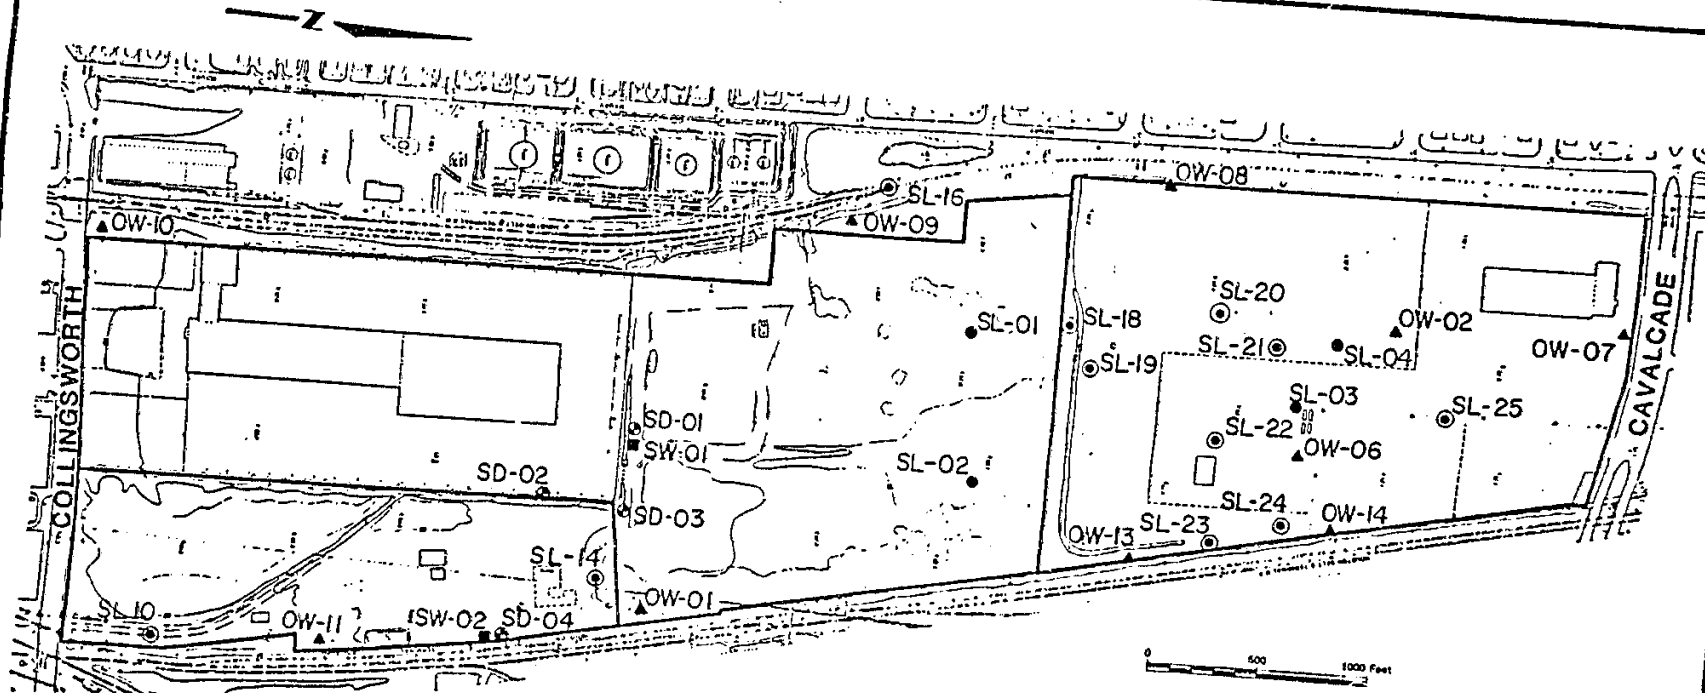 N
OW-08
SL-16
OW-09
OW-10
SL-20
SL-01
SL-18
OW-02
SL-21
SL-04
OW-07
SL-19
SL-03
SL-25
SD-01
SL-22
SW-01
OW-06
SL-02
SD-02
SL-24
SD-03
OW-14
SL-23
OW-13
SL-14
OW-01
SL-10
OW-11
SW-02
SD-04
COLLINGSWORTH
CAVALCADE
0 500 1000 Feet